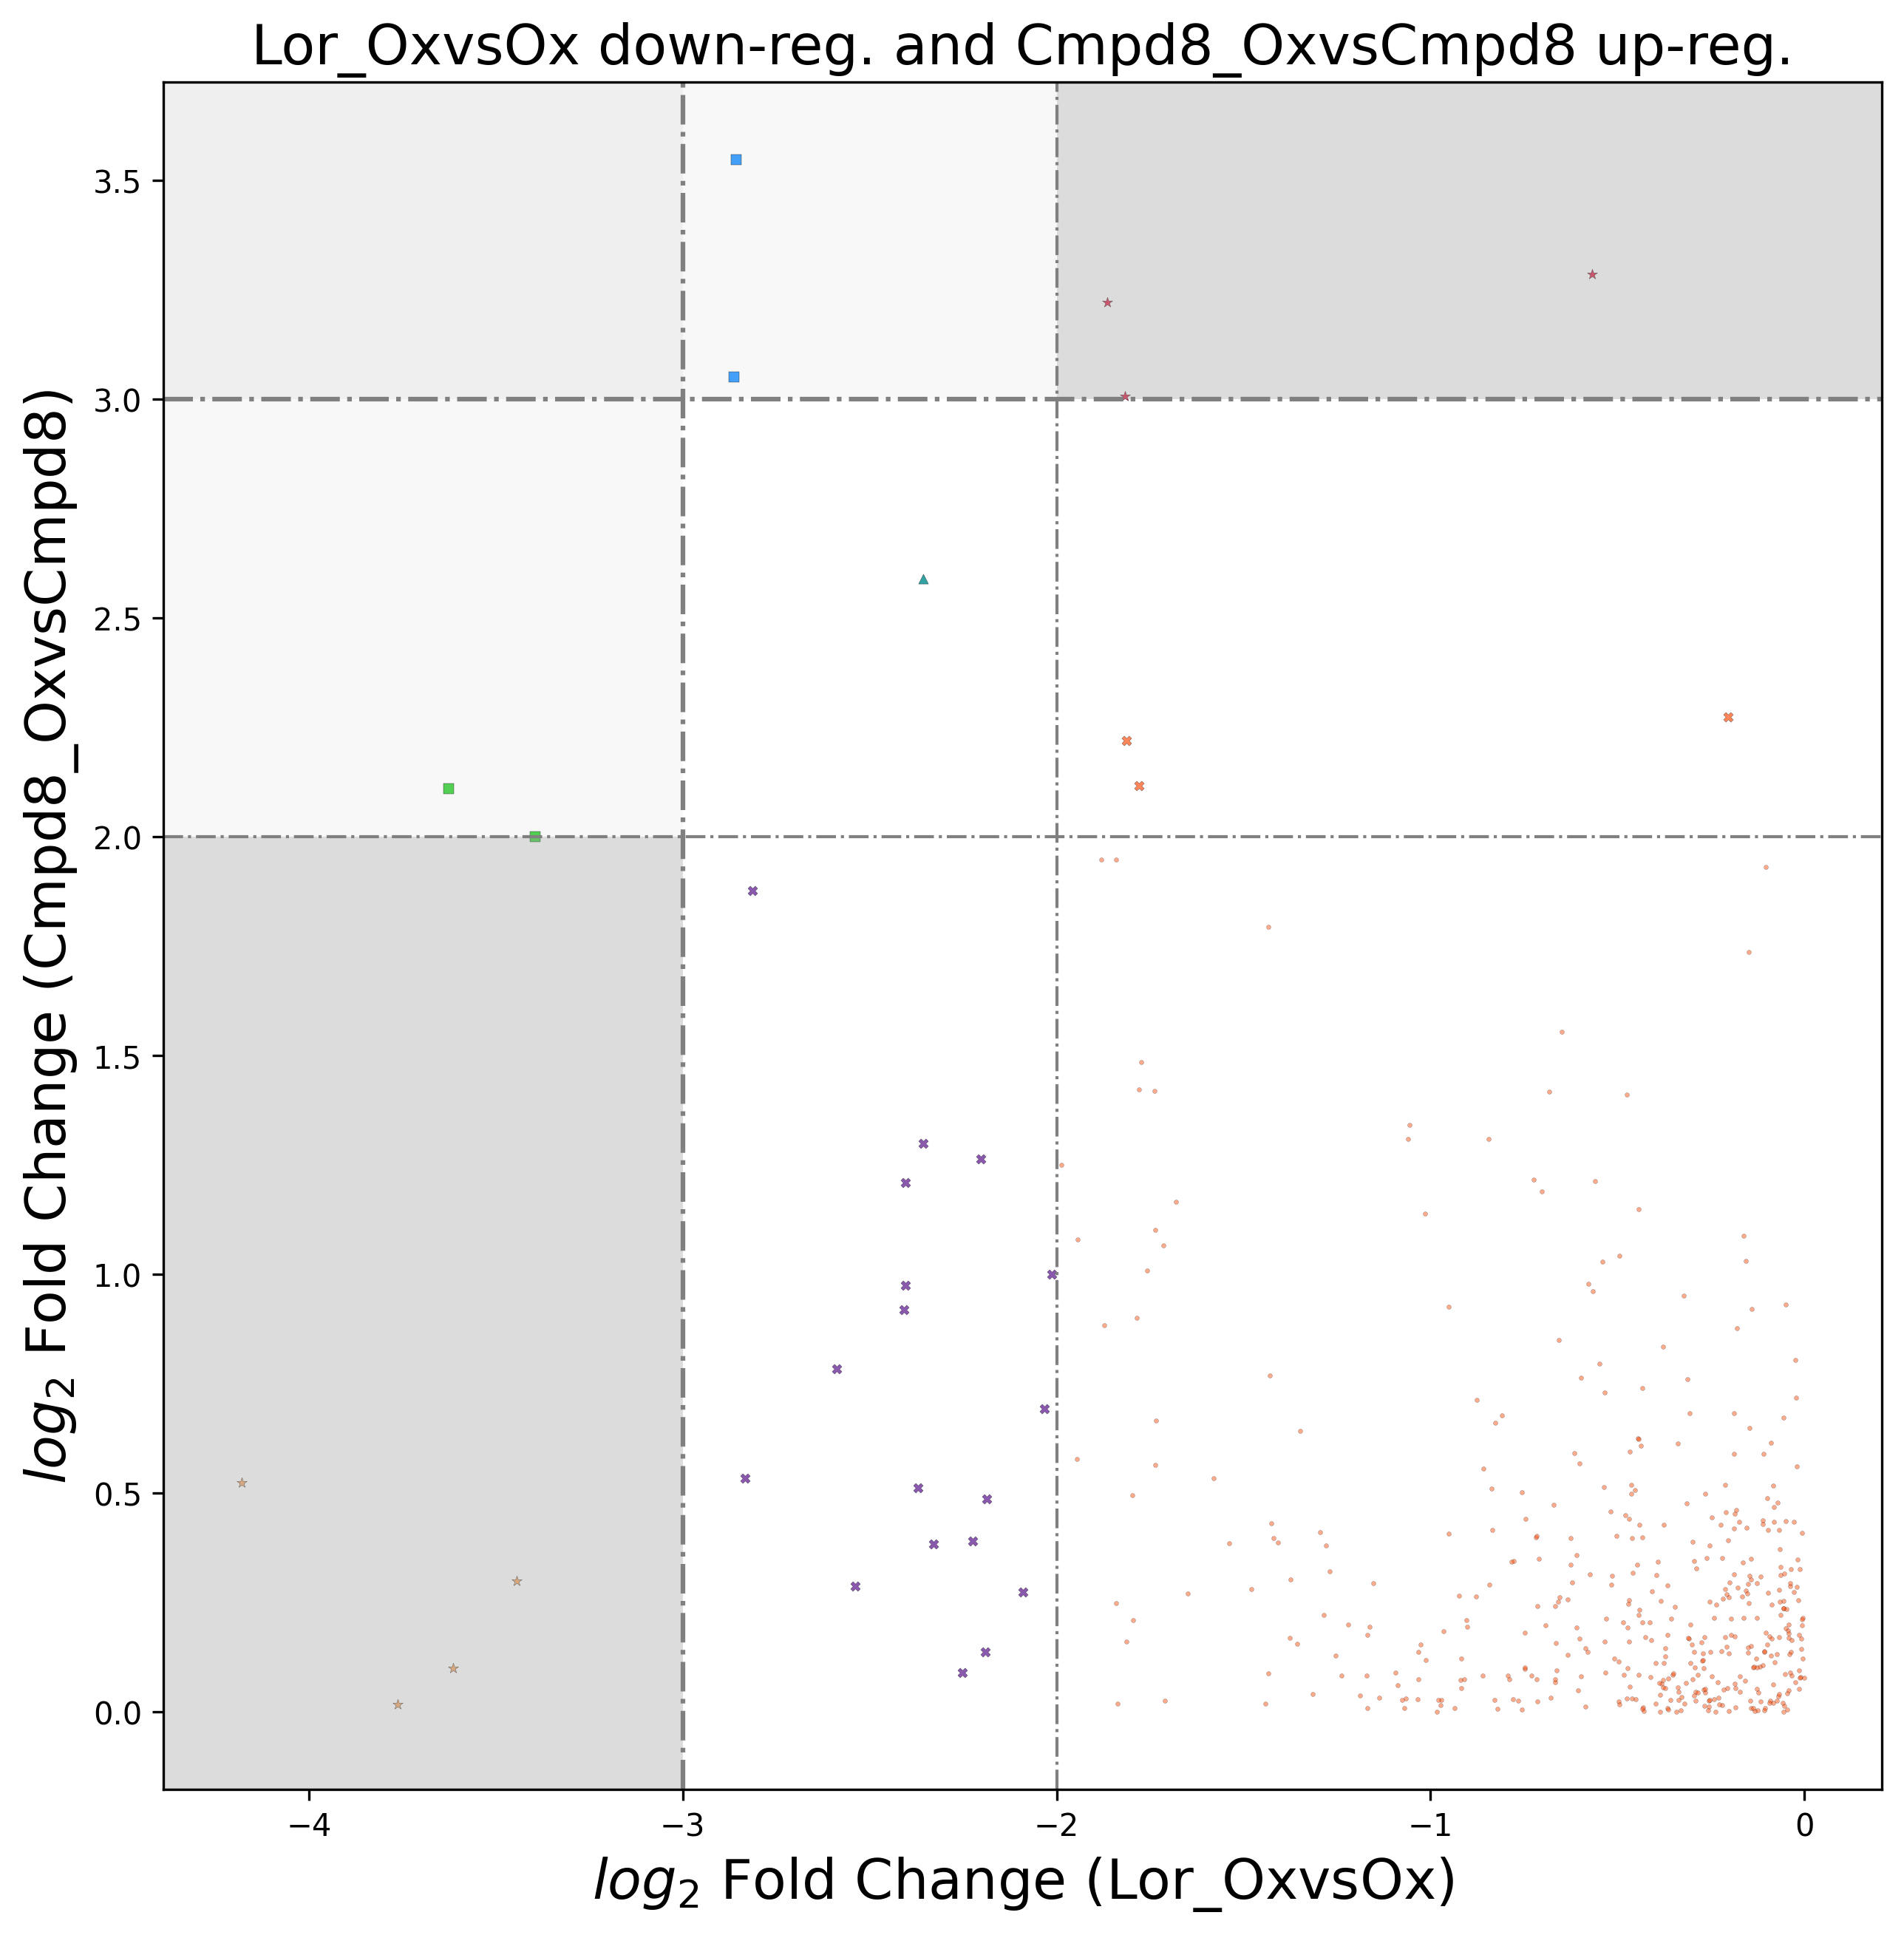 Lor_OxvsOx down-reg. and Cmpd8_OxvsCmpd8 up-reg.
log₂ Fold Change (Cmpd8_OxvsCmpd8)
3.5
3.0
2.5
2.0
1.5
1.0
0.5
0.0
−4 −3 −2 −1 0
log₂ Fold Change (Lor_OxvsOx)